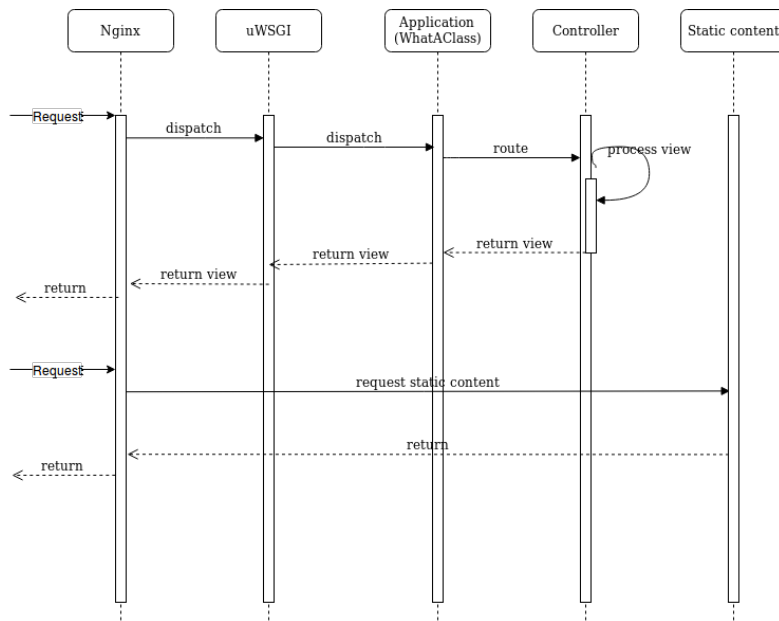 Nginx
uWSGI
Application
(WhatAClass)
Controller
Static content
Request
dispatch
dispatch
route
process view
return view
return view
return view
return
Request
request static content
return
return